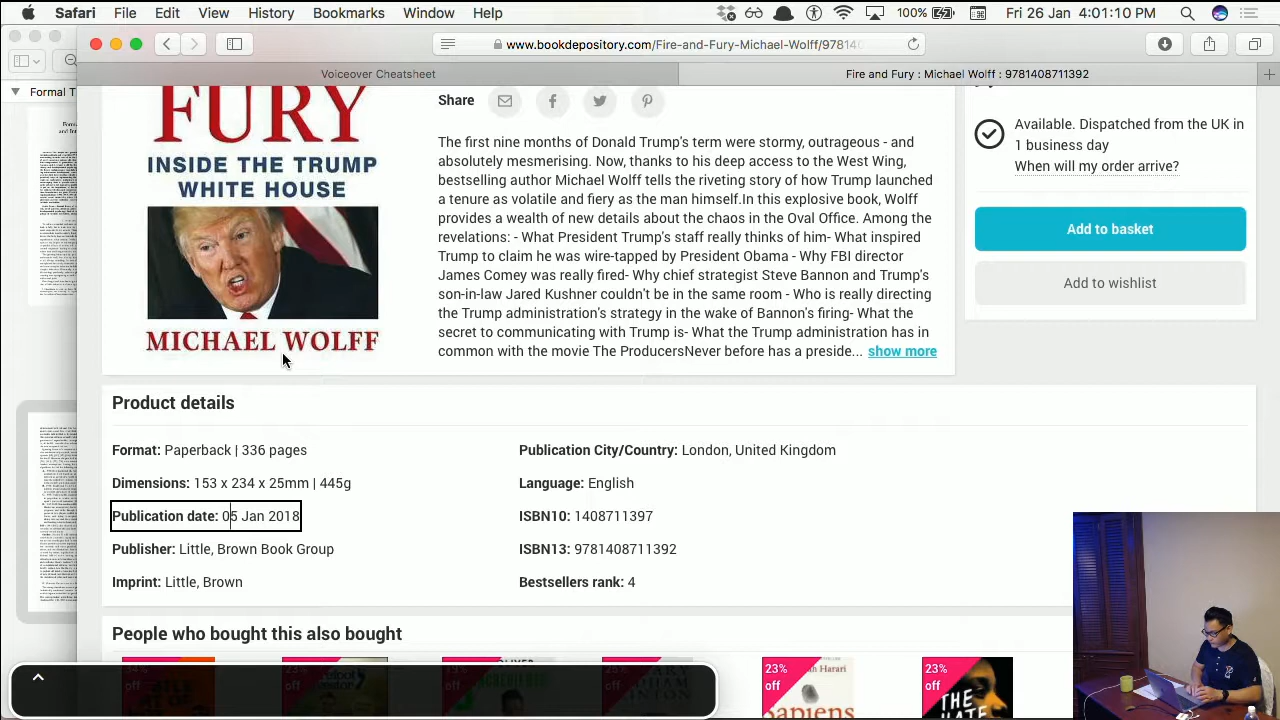 Safari File Edit View History Bookmarks Window Help 100% Fri 26 Jan 4:01:10 PM
www.bookdepository.com/Fire-and-Fury-Michael-Wolff/97814
Voiceover Cheatsheet
Fire and Fury : Michael Wolff : 9781408711392
Formal T
FURY
INSIDE THE TRUMP
WHITE HOUSE
MICHAEL WOLFF
Share
The first nine months of Donald Trump's term were stormy, outrageous - and
absolutely mesmerising. Now, thanks to his deep access to the West Wing,
bestselling author Michael Wolff tells the riveting story of how Trump launched
a tenure as volatile and fiery as the man himself.In this explosive book, Wolff
provides a wealth of new details about the chaos in the Oval Office. Among the
revelations:- What President Trump's staff really thinks of him- What inspired
Trump to claim he was wire-tapped by President Obama - Why FBI director
James Comey was really fired- Why chief strategist Steve Bannon and Trump's
son-in-law Jared Kushner couldn't be in the same room - Who is really directing
the Trump administration's strategy in the wake of Bannon's firing- What the
secret to communicating with Trump is- What the Trump administration has in
common with the movie The ProducersNever before has a preside... show more
Available. Dispatched from the UK in
1 business day
When will my order arrive?
Add to basket
Add to wishlist
Product details
Format: Paperback | 336 pages
Dimensions: 153 x 234 x 25mm | 445g
Publication date: 05 Jan 2018
Publisher: Little, Brown Book Group
Imprint: Little, Brown
Publication City/Country: London, United Kingdom
Language: English
ISBN10: 1408711397
ISBN13: 9781408711392
Bestsellers rank: 4
People who bought this also bought
23%
off
Harari
Sapiens
23%
off
THE
HATE